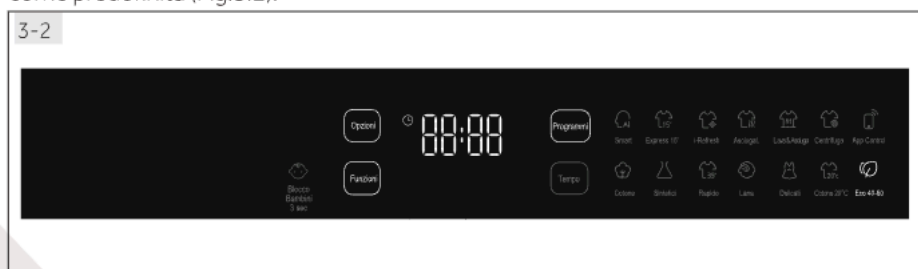 come predefinita (Fig.3.2).
3-2
Opzioni
88:88
Programmi
Smart Express 15' i-Refresh Asciugat. Lava&Asciuga Centrifuga App Control
Funzioni
Tempo
Cotone Sintetici Rapido Lana Delicati Cotone 20°C Eco 40-60
Blocco
Bambini
3 sec